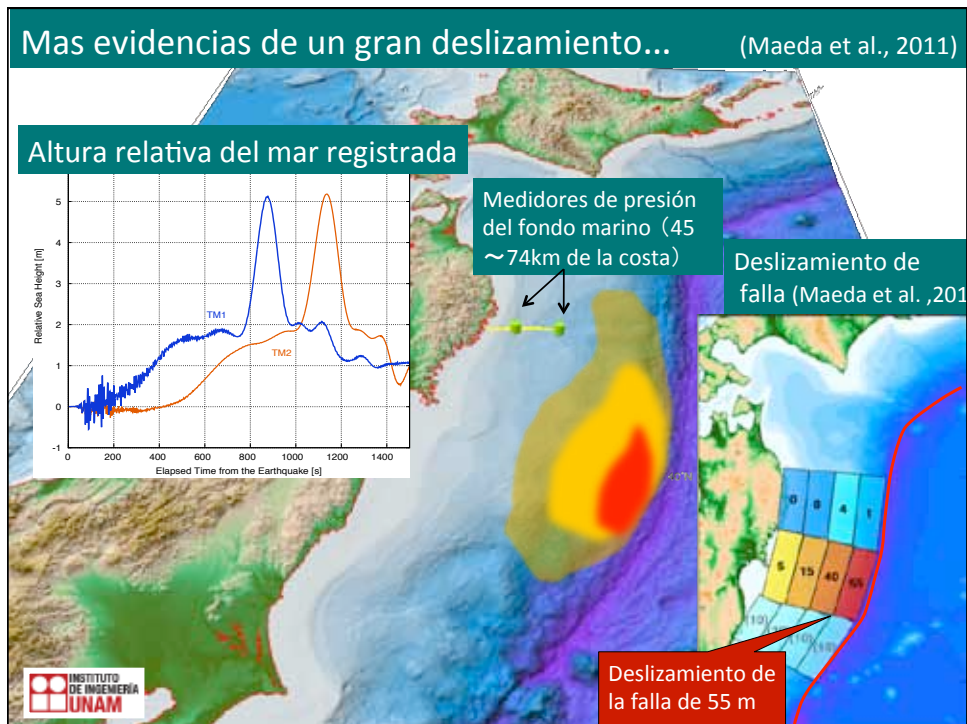 Mas evidencias de un gran deslizamiento... (Maeda et al., 2011)
Altura relativa del mar registrada
Relative Sea Height [m]
5
4
3
2
1
0
-1
TM1
TM2
0 200 400 600 800 1000 1200 1400
Elapsed Time from the Earthquake [s]
Medidores de presión
del fondo marino（45
～74km de la costa）
Deslizamiento de
falla (Maeda et al. ,201
0 8 4 1
5 15 40 55
(10) (10) (10)
Deslizamiento de
la falla de 55 m
INSTITUTO
DE INGENIERÍA
UNAM